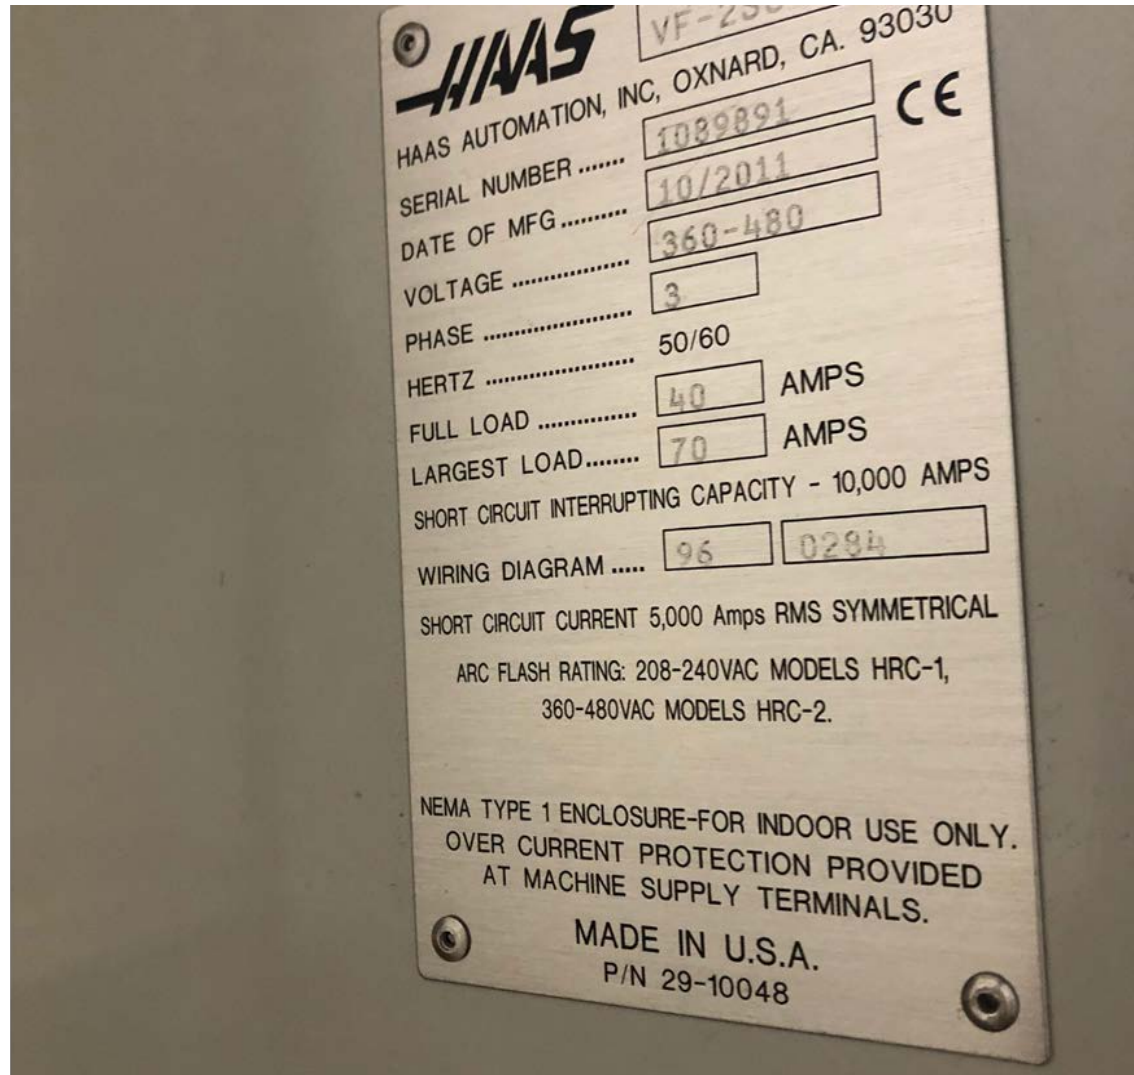 HAAS
HAAS AUTOMATION, INC, OXNARD, CA. 93030
CE
SERIAL NUMBER ....... 1089891
DATE OF MFG.......... 10/2011
VOLTAGE .................. 360-480
PHASE ....................... 3
HERTZ ....................... 50/60
FULL LOAD ............... 40 AMPS
LARGEST LOAD........ 70 AMPS
SHORT CIRCUIT INTERRUPTING CAPACITY - 10,000 AMPS
WIRING DIAGRAM ..... 96 0284
SHORT CIRCUIT CURRENT 5,000 Amps RMS SYMMETRICAL
ARC FLASH RATING: 208-240VAC MODELS HRC-1,
360-480VAC MODELS HRC-2.
NEMA TYPE 1 ENCLOSURE-FOR INDOOR USE ONLY.
OVER CURRENT PROTECTION PROVIDED
AT MACHINE SUPPLY TERMINALS.
MADE IN U.S.A.
P/N 29-10048